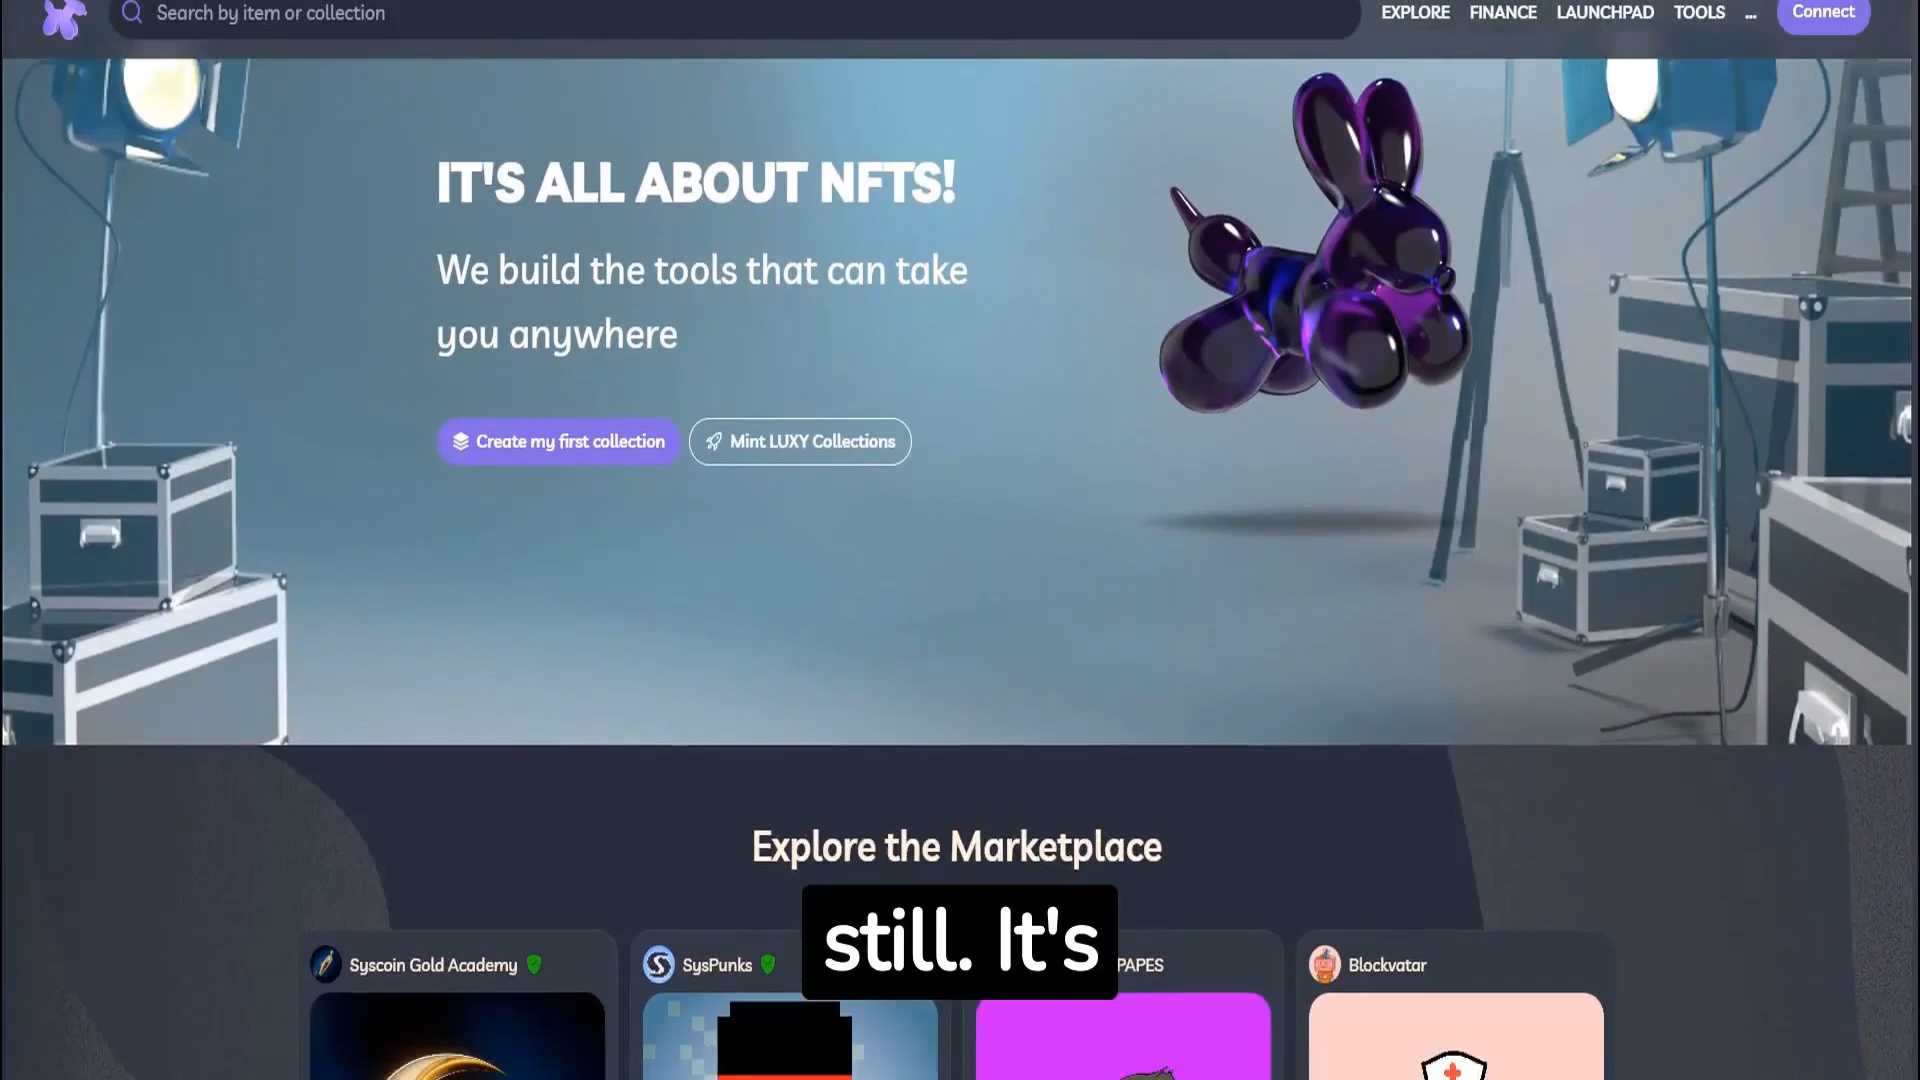 Search by item or collection
EXPLORE FINANCE LAUNCHPAD TOOLS ... Connect
IT'S ALL ABOUT NFTS!
We build the tools that can take
you anywhere
Create my first collection Mint LUXY Collections
Explore the Marketplace
still. It's
Syscoin Gold Academy SysPunks PAPES Blockvatar